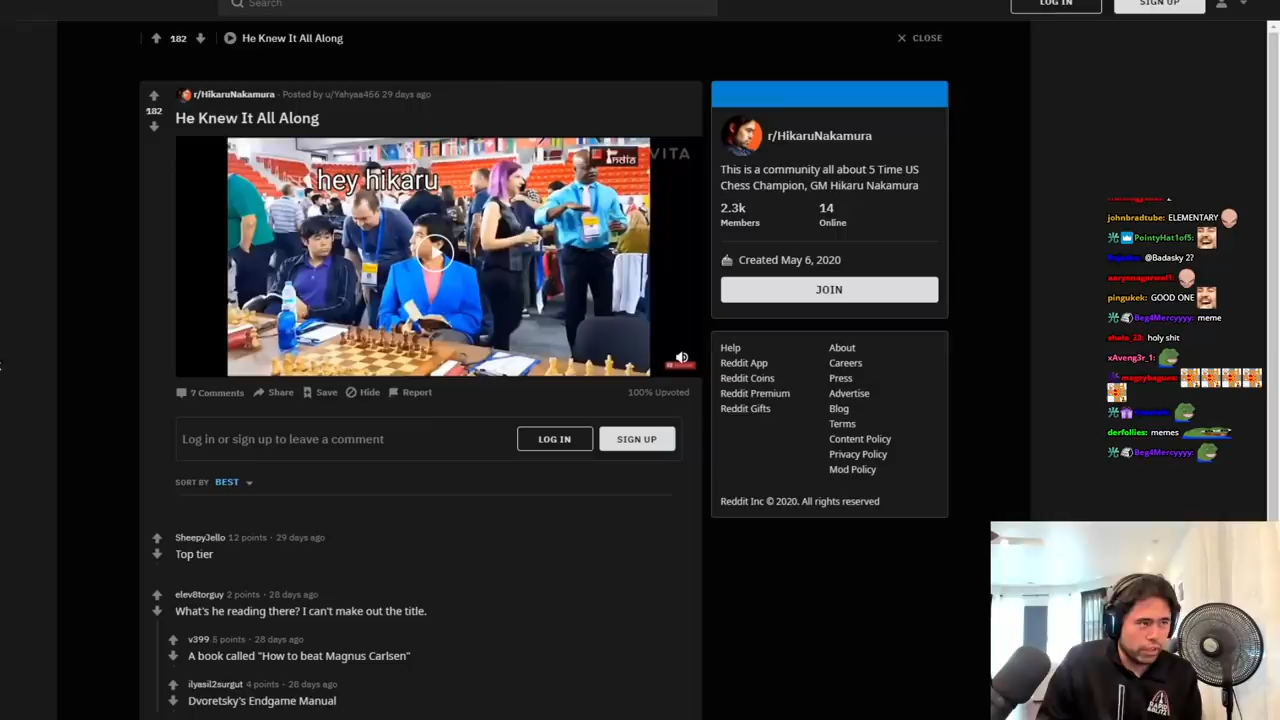 Search
LOG IN
SIGN UP
182
He Knew It All Along
CLOSE
182
r/HikaruNakamura · Posted by u/Yahyaa456 29 days ago
He Knew It All Along
hey hikaru
India
VITA
7 Comments
Share
Save
Hide
Report
100% Upvoted
Log in or sign up to leave a comment
LOG IN
SIGN UP
SORT BY BEST
SheepyJello 12 points · 29 days ago
Top tier
elev8torguy 2 points · 28 days ago
What's he reading there? I can't make out the title.
v399 5 points · 28 days ago
A book called "How to beat Magnus Carlsen"
ilyasil2surgut 4 points · 28 days ago
Dvoretsky's Endgame Manual
r/HikaruNakamura
This is a community all about 5 Time US
Chess Champion, GM Hikaru Nakamura
2.3k
Members
14
Online
Created May 6, 2020
JOIN
Help
Reddit App
Reddit Coins
Reddit Premium
Reddit Gifts
About
Careers
Press
Advertise
Blog
Terms
Content Policy
Privacy Policy
Mod Policy
Reddit Inc © 2020. All rights reserved
johnbradtube: ELEMENTARY
PointyHat1of5:
@Badasky 2?
aarynagarwal1:
pingukek: GOOD ONE
Beg4Mercyyyy: meme
holy shit
xAveng3r_1:
derfollies: memes
Beg4Mercyyyy: